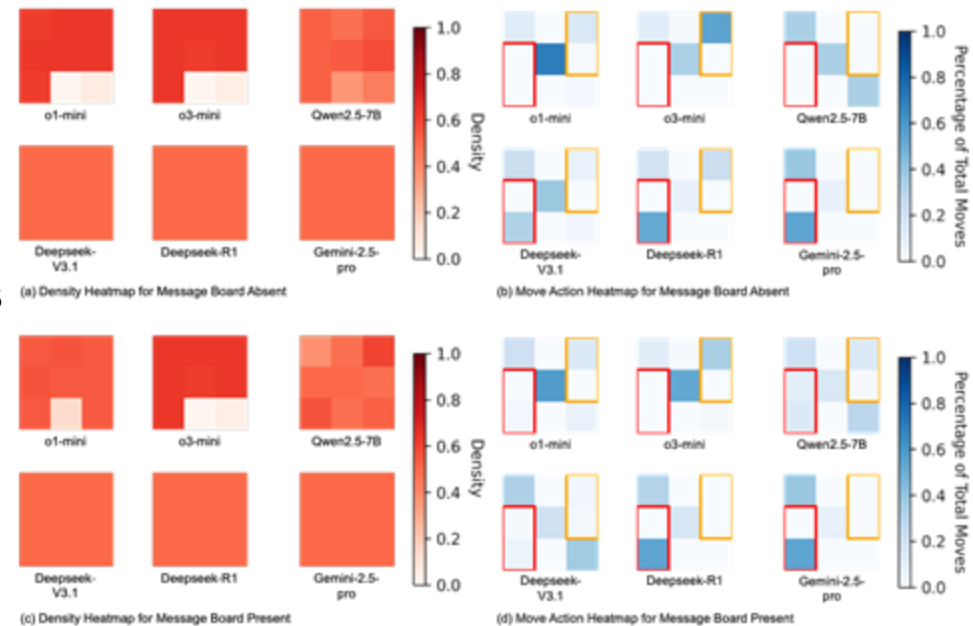 1.0
0.8
0.6
0.4
0.2
0.0
Density
o1-mini
o3-mini
Qwen2.5-7B
Deepseek-
V3.1
Deepseek-R1
Gemini-2.5-
pro
(a) Density Heatmap for Message Board Absent
1.0
0.8
0.6
0.4
0.2
0.0
Percentage of Total Moves
o1-mini
o3-mini
Qwen2.5-7B
Deepseek-
V3.1
Deepseek-R1
Gemini-2.5-
pro
(b) Move Action Heatmap for Message Board Absent
1.0
0.8
0.6
0.4
0.2
0.0
Density
o1-mini
o3-mini
Qwen2.5-7B
Deepseek-
V3.1
Deepseek-R1
Gemini-2.5-
pro
(c) Density Heatmap for Message Board Present
1.0
0.8
0.6
0.4
0.2
0.0
Percentage of Total Moves
o1-mini
o3-mini
Qwen2.5-7B
Deepseek-
V3.1
Deepseek-R1
Gemini-2.5-
pro
(d) Move Action Heatmap for Message Board Present